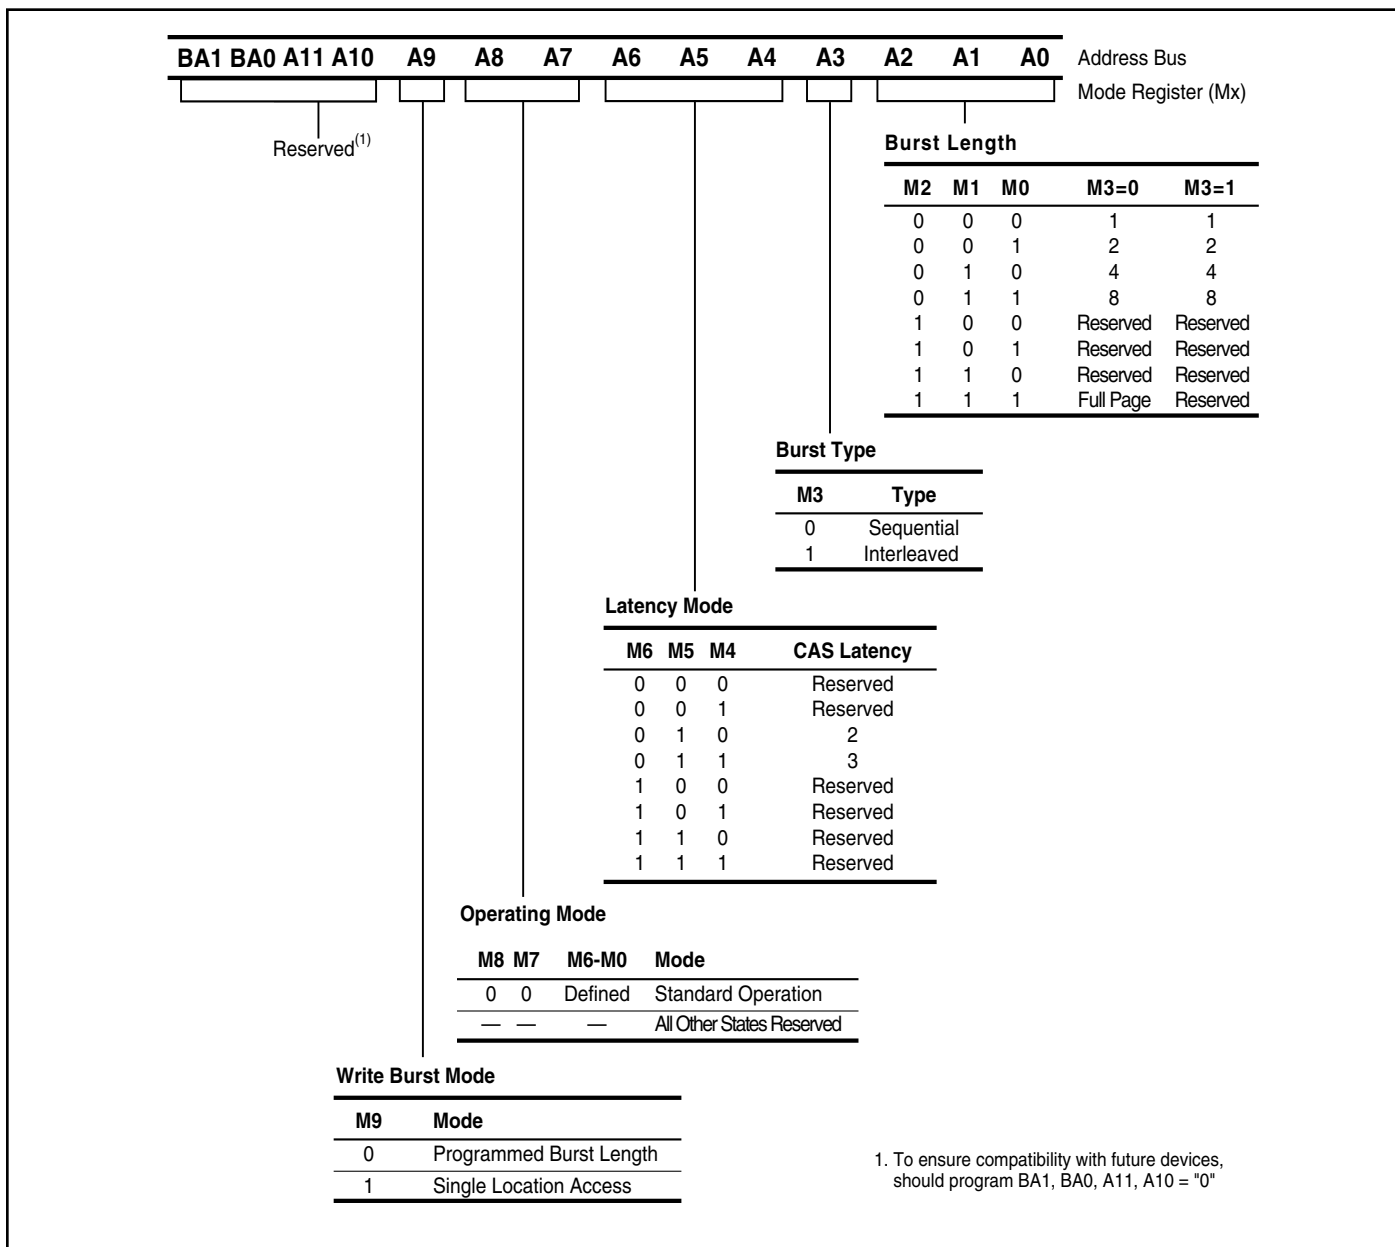 BA1 BA0 A11 A10 A9 A8 A7 A6 A5 A4 A3 A2 A1 A0 Address Bus
Mode Register (Mx)
Reserved(1)
Burst Length
M2 M1 M0 M3=0 M3=1
0 0 0 1 1
0 0 1 2 2
0 1 0 4 4
0 1 1 8 8
1 0 0 Reserved Reserved
1 0 1 Reserved Reserved
1 1 0 Reserved Reserved
1 1 1 Full Page Reserved
Burst Type
M3 Type
0 Sequential
1 Interleaved
Latency Mode
M6 M5 M4 CAS Latency
0 0 0 Reserved
0 0 1 Reserved
0 1 0 2
0 1 1 3
1 0 0 Reserved
1 0 1 Reserved
1 1 0 Reserved
1 1 1 Reserved
Operating Mode
M8 M7 M6-M0 Mode
0 0 Defined Standard Operation
— — — All Other States Reserved
Write Burst Mode
M9 Mode
0 Programmed Burst Length
1 Single Location Access
1. To ensure compatibility with future devices,
should program BA1, BA0, A11, A10 = "0"